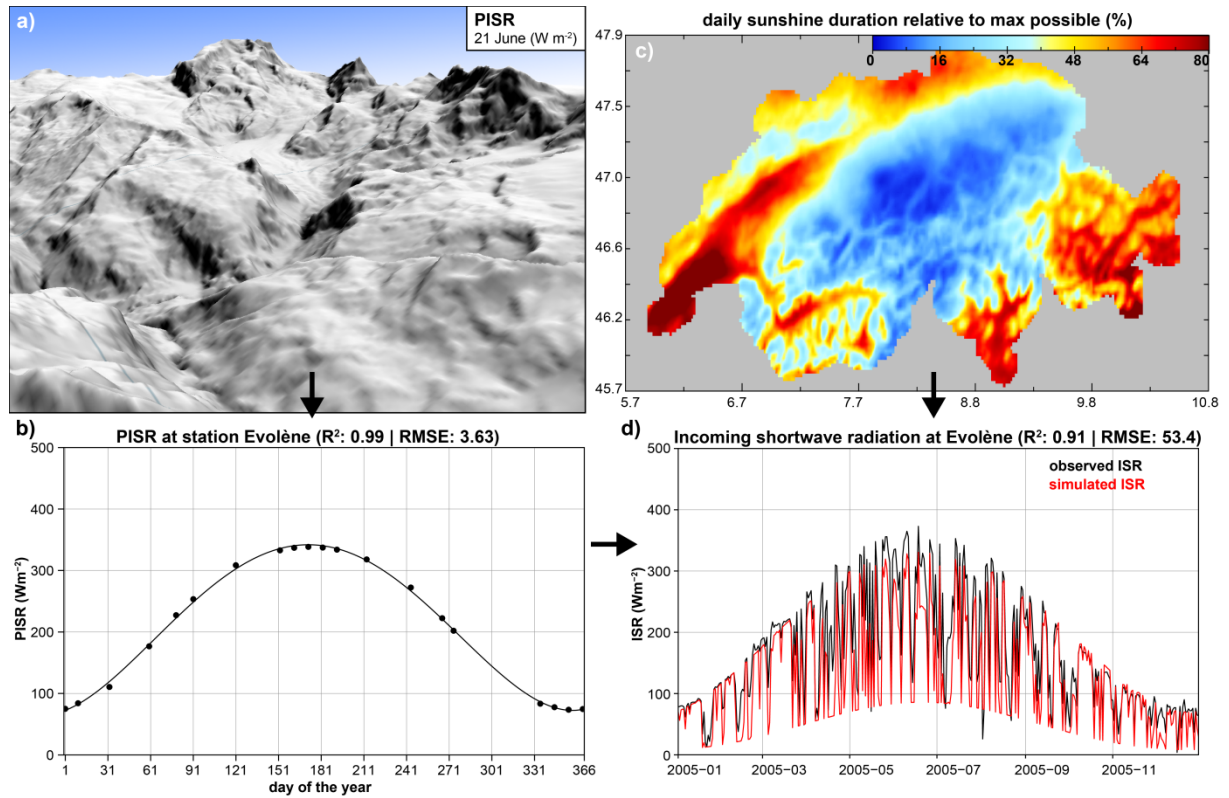 a)
PISR
21 June (W m⁻²)
daily sunshine duration relative to max possible (%)
c)
0 16 32 48 64 80
47.9
47.5
47.0
46.6
46.2
45.7
5.7 6.7 7.7 8.8 9.8 10.8
b)
PISR at station Evolène (R²: 0.99 | RMSE: 3.63)
PISR (Wm⁻²)
500
400
300
200
100
0
1 31 61 91 121 151 181 211 241 271 301 331 366
day of the year
d)
Incoming shortwave radiation at Evolène (R²: 0.91 | RMSE: 53.4)
observed ISR
simulated ISR
ISR (Wm⁻²)
500
400
300
200
100
0
2005−01 2005−03 2005−05 2005−07 2005−09 2005−11